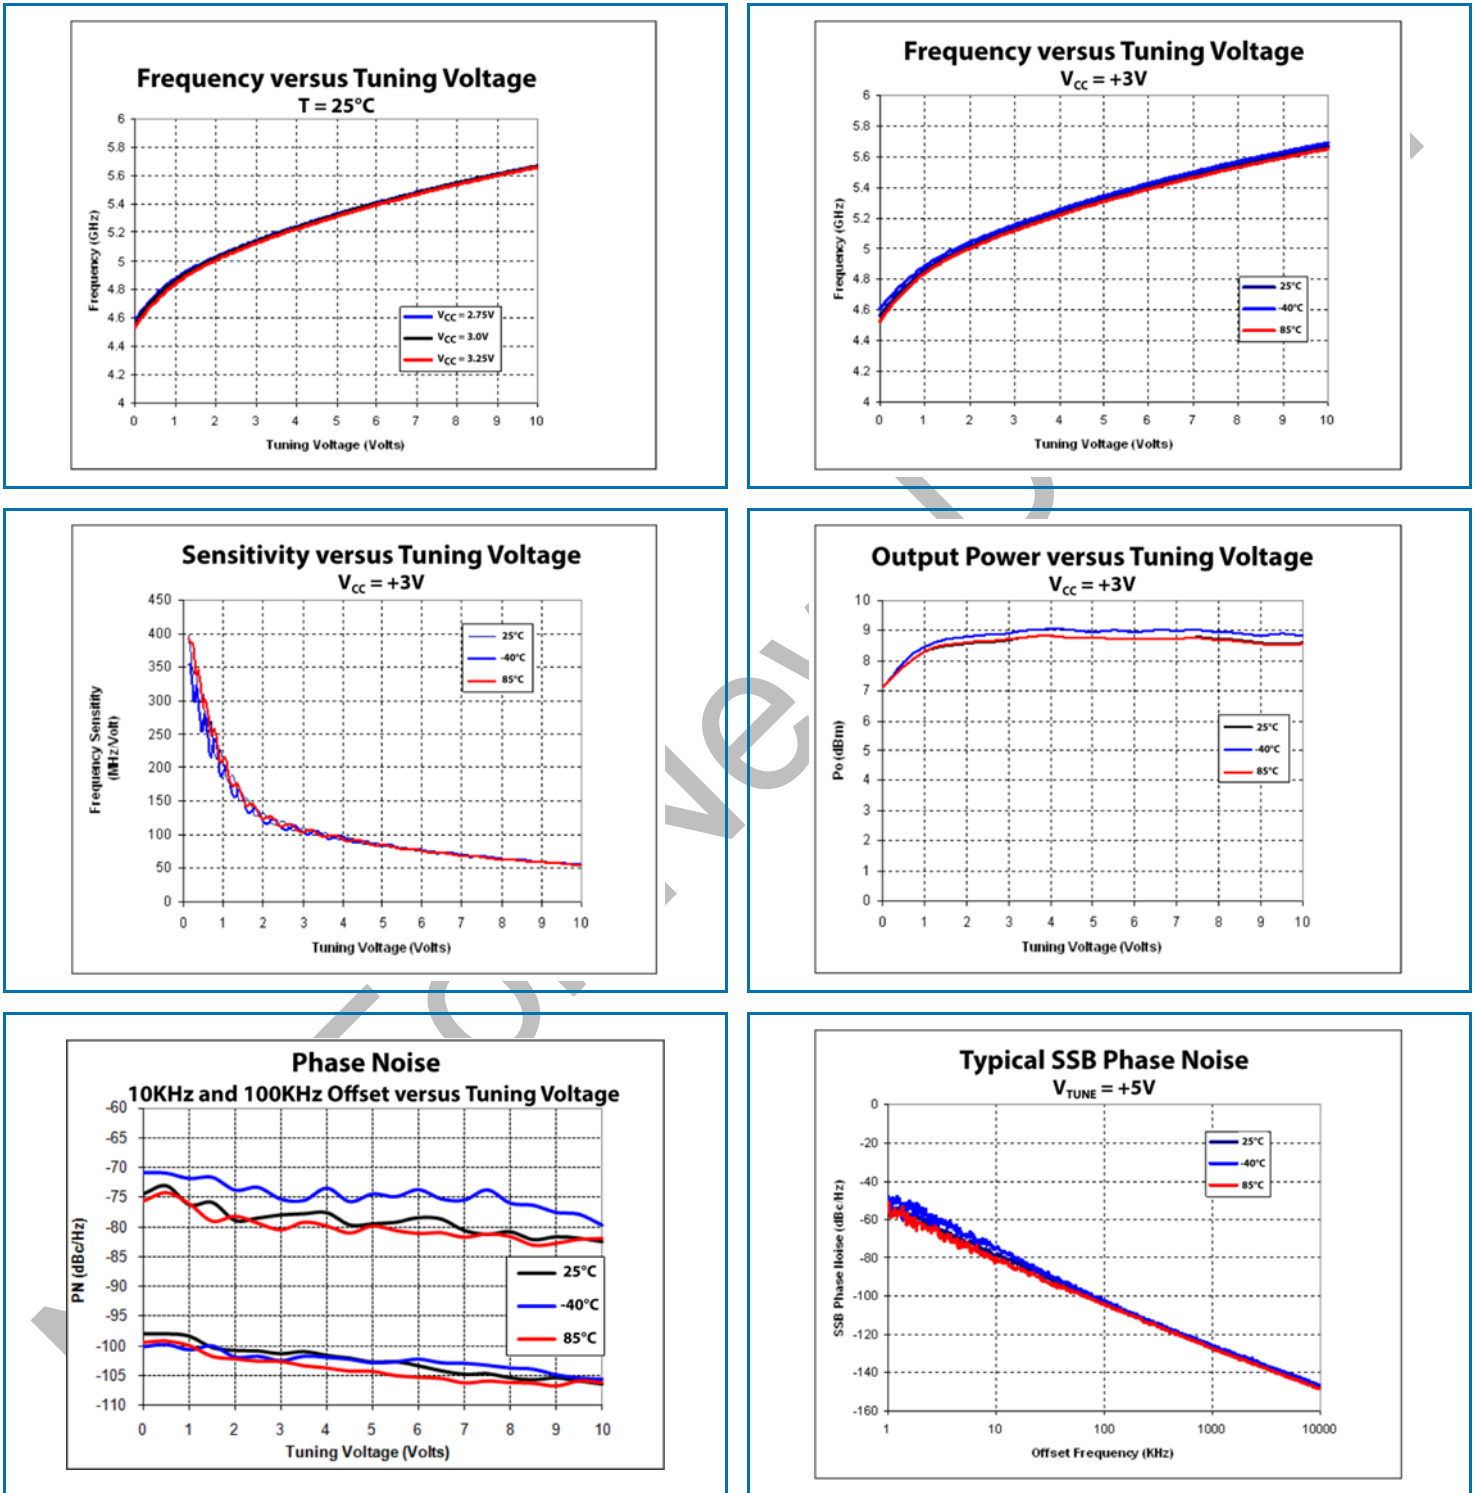 Frequency versus Tuning Voltage
T = 25°C
6
5.8
5.6
5.4
5.2
5
4.8
4.6
4.4
4.2
4
Frequency (GHz)
VCC = 2.75V
VCC = 3.0V
VCC = 3.25V
0 1 2 3 4 5 6 7 8 9 10
Tuning Voltage (Volts)
Frequency versus Tuning Voltage
VCC = +3V
6
5.8
5.6
5.4
5.2
5
4.8
4.6
4.4
4.2
4
Frequency (GHz)
25°C
-40°C
85°C
0 1 2 3 4 5 6 7 8 9 10
Tuning Voltage (Volts)
Sensitivity versus Tuning Voltage
VCC = +3V
450
400
350
300
250
200
150
100
50
0
Frequency Sensitity
(MHz/Volt)
25°C
-40°C
85°C
0 1 2 3 4 5 6 7 8 9 10
Tuning Voltage (Volts)
Output Power versus Tuning Voltage
VCC = +3V
10
9
8
7
6
5
4
3
2
1
0
Po (dBm)
25°C
-40°C
85°C
0 1 2 3 4 5 6 7 8 9 10
Tuning Voltage (Volts)
Phase Noise
10KHz and 100KHz Offset versus Tuning Voltage
-60
-65
-70
-75
-80
-85
-90
-95
-100
-105
-110
PN (dBc/Hz)
25°C
-40°C
85°C
0 1 2 3 4 5 6 7 8 9 10
Tuning Voltage (Volts)
Typical SSB Phase Noise
VTUNE = +5V
0
-20
-40
-60
-80
-100
-120
-140
-160
SSB Phase Noise (dBc/Hz)
25°C
-40°C
85°C
1 10 100 1000 10000
Offset Frequency (KHz)